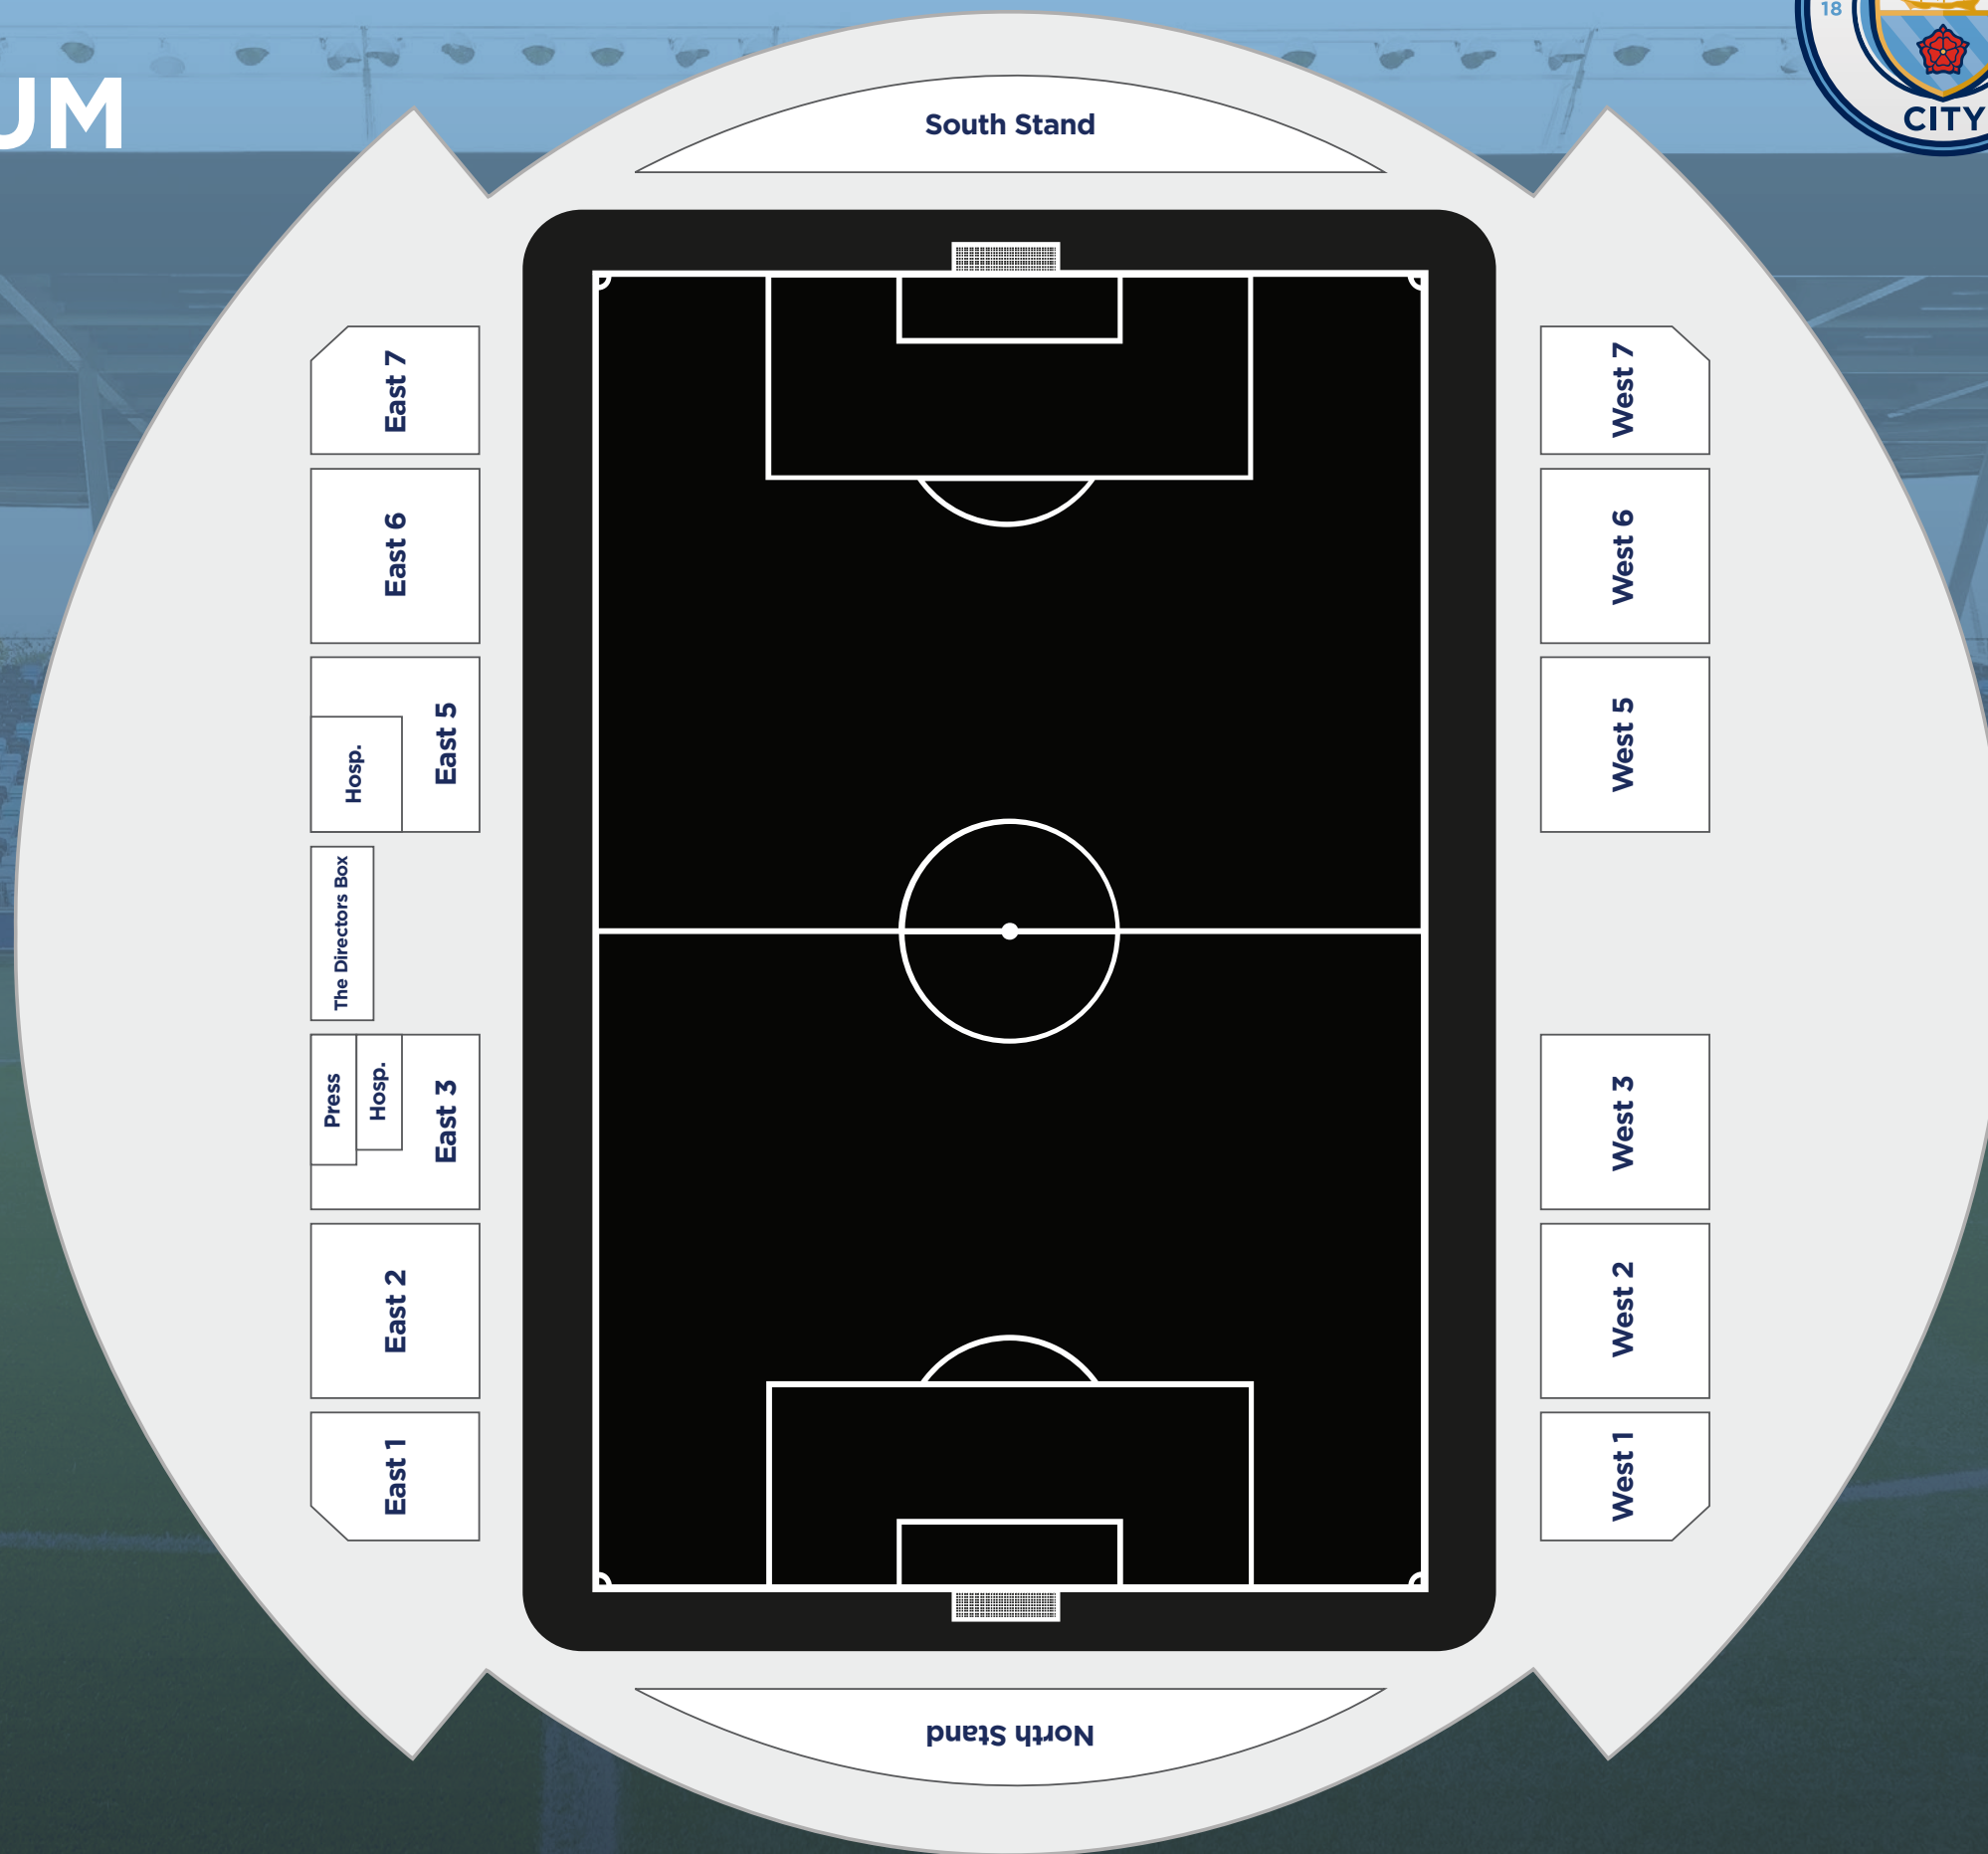 UM
18
CITY
South Stand
East 7
West 7
East 6
West 6
East 5
Hosp.
West 5
The Directors Box
Press
Hosp.
East 3
West 3
East 2
West 2
East 1
West 1
North Stand